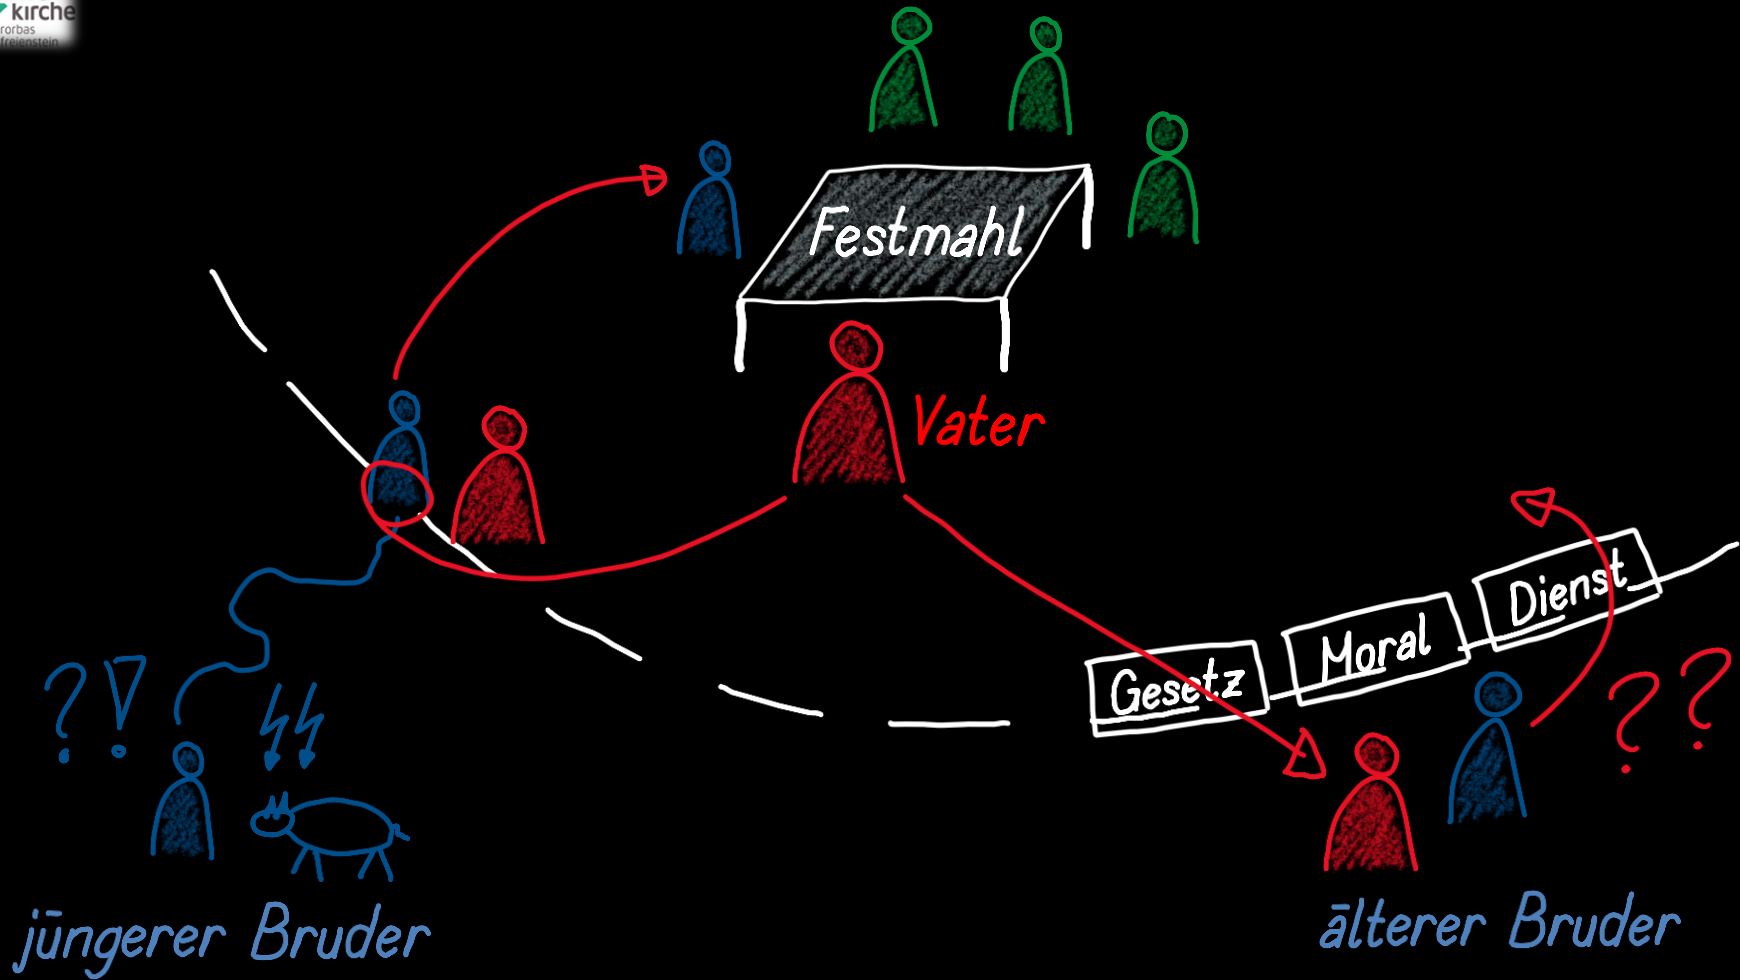 kirche
rorbas
freienstein
Festmahl
Vater
Gesetz
Moral
Dienst
?!
??
jüngerer Bruder
älterer Bruder